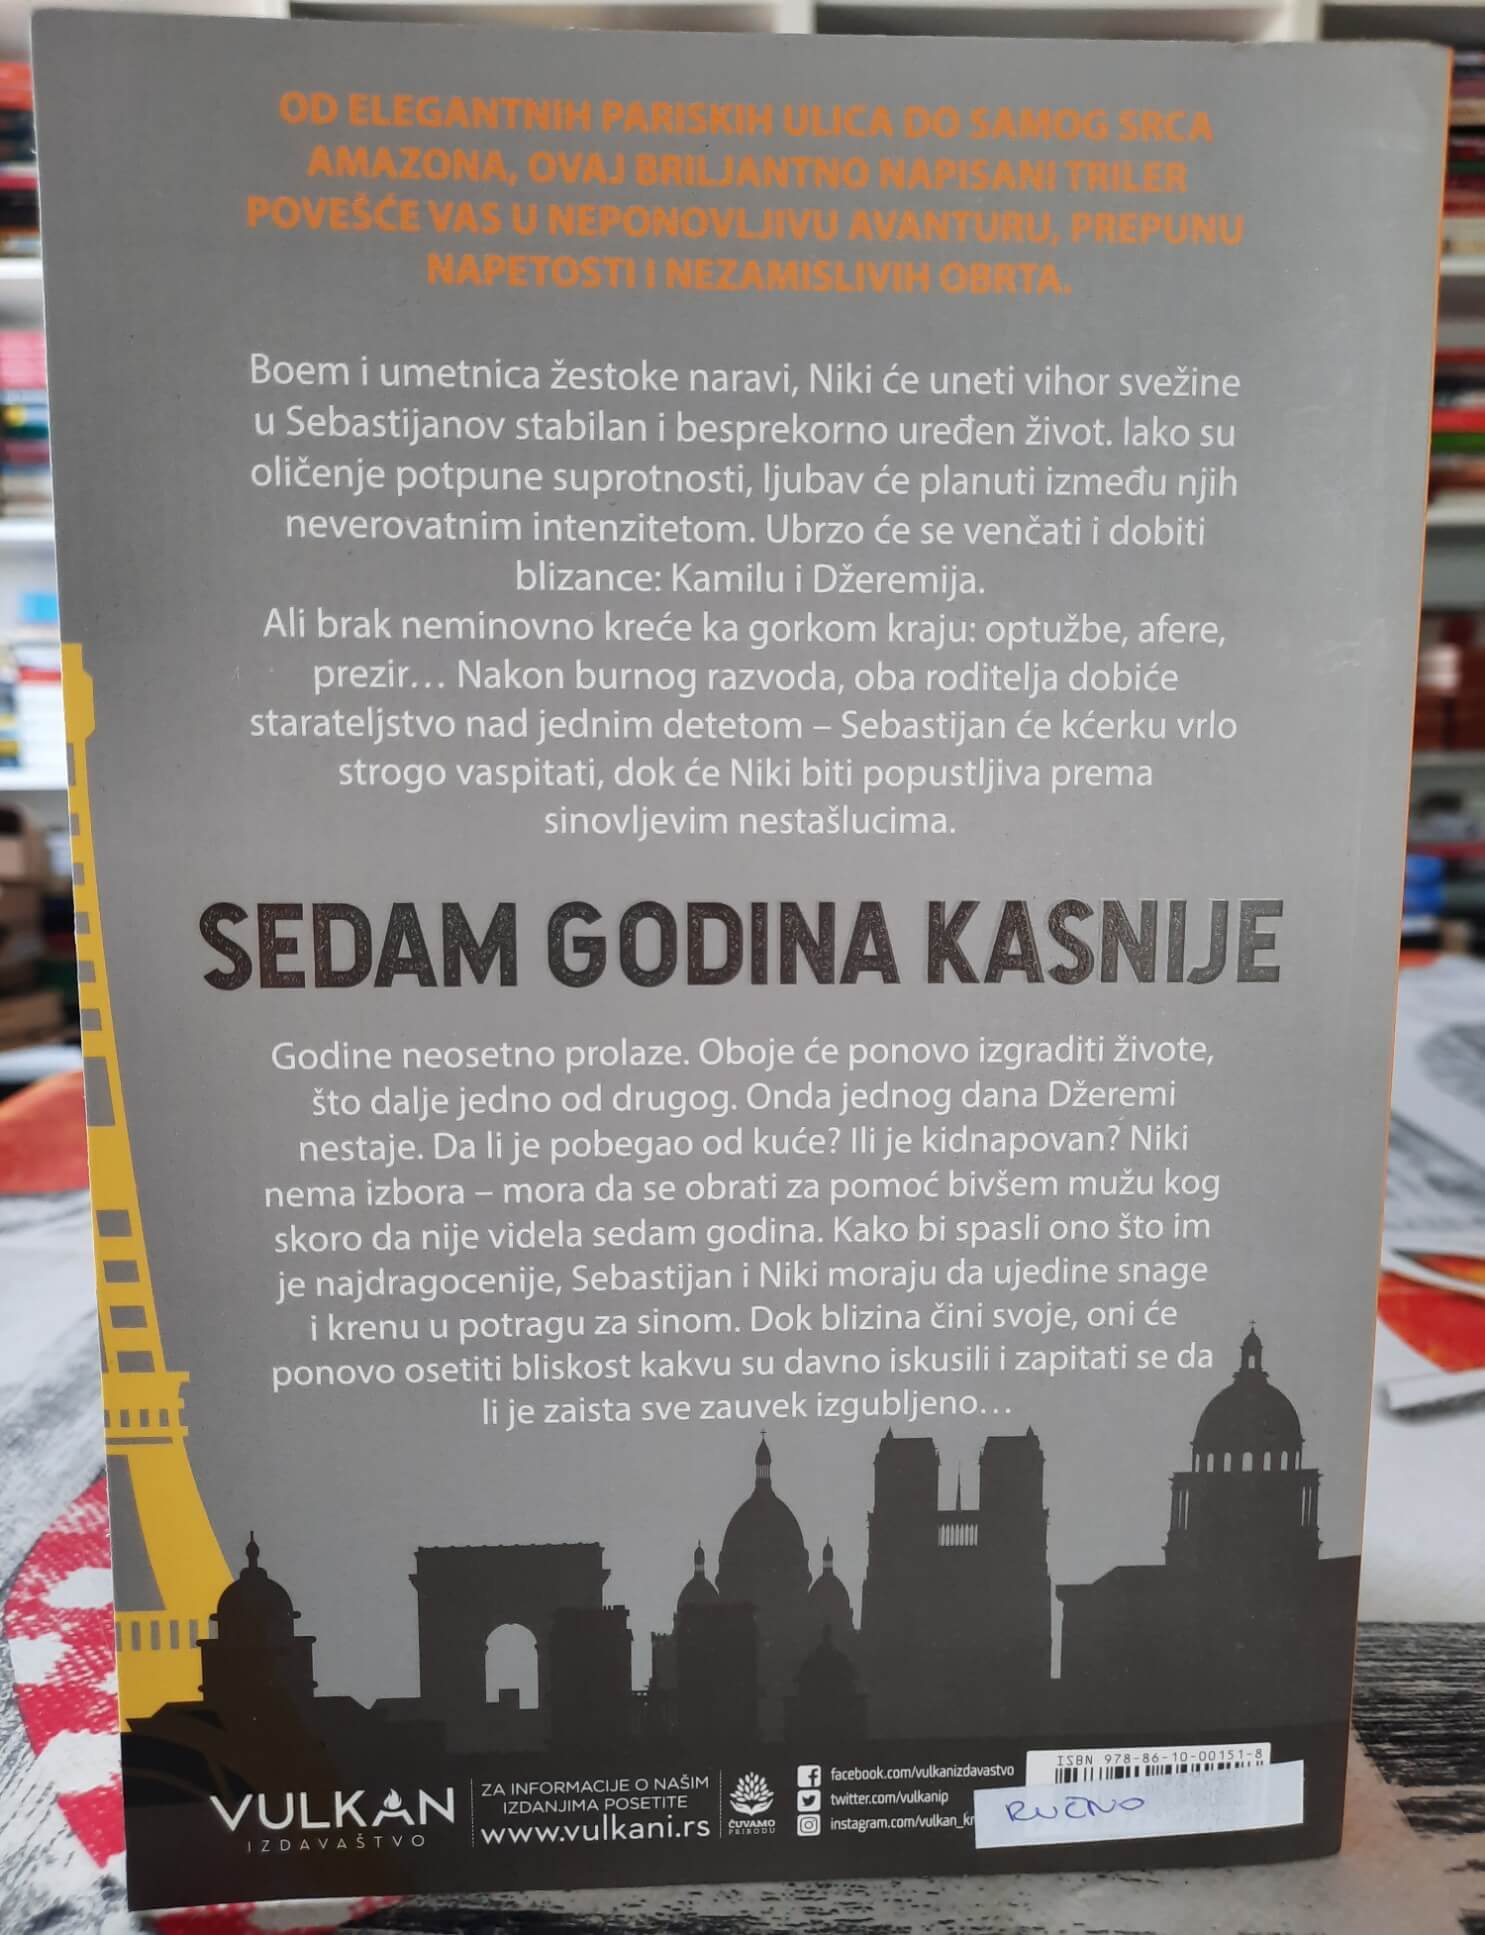 OD ELEGANTNIH PARISKIH ULICA DO SAMOG SRCA
AMAZONA, OVAJ BRILJANTNO NAPISANI TRILER
POVEŠĆE VAS U NEPONOVLJIVU AVANTURU, PREPUNU
NAPETOSTI I NEZAMISLIVIH OBRTA.
Boem i umetnica žestoke naravi, Niki će uneti vihor svežine
u Sebastijanov stabilan i besprekorno uređen život. Iako su
oličenje potpune suprotnosti, ljubav će planuti između njih
neverovatnim intenzitetom. Ubrzo će se venčati i dobiti
blizance: Kamilu i Džeremija.
Ali brak neminovno kreće ka gorkom kraju: optužbe, afere,
prezir... Nakon burnog razvoda, oba roditelja dobiće
starateljstvo nad jednim detetom – Sebastijan će kćerku vrlo
strogo vaspitati, dok će Niki biti popustljiva prema
sinovljevim nestašlucima.
SEDAM GODINA KASNIJE
Godine neosetno prolaze. Oboje će ponovo izgraditi živote,
što dalje jedno od drugog. Onda jednog dana Džeremi
nestaje. Da li je pobegao od kuće? Ili je kidnapovan? Niki
nema izbora – mora da se obrati za pomoć bivšem mužu kog
skoro da nije videla sedam godina. Kako bi spasli ono što im
je najdragocenije, Sebastijan i Niki moraju da ujedine snage
i krenu u potragu za sinom. Dok blizina čini svoje, oni će
ponovo osetiti bliskost kakvu su davno iskusili i zapitati se da
li je zaista sve zauvek izgubljeno...
VULKAN
IZDAVAŠTVO
ZA INFORMACIJE O NAŠIM
IZDANJIMA POSETITE
www.vulkani.rs
ČUVAMO
PRIRODU
facebook.com/vulkanizdavastvo
twitter.com/vulkanip
instagram.com/vulkan_kn
ISBN 978-86-10-00151-8
RUČNO